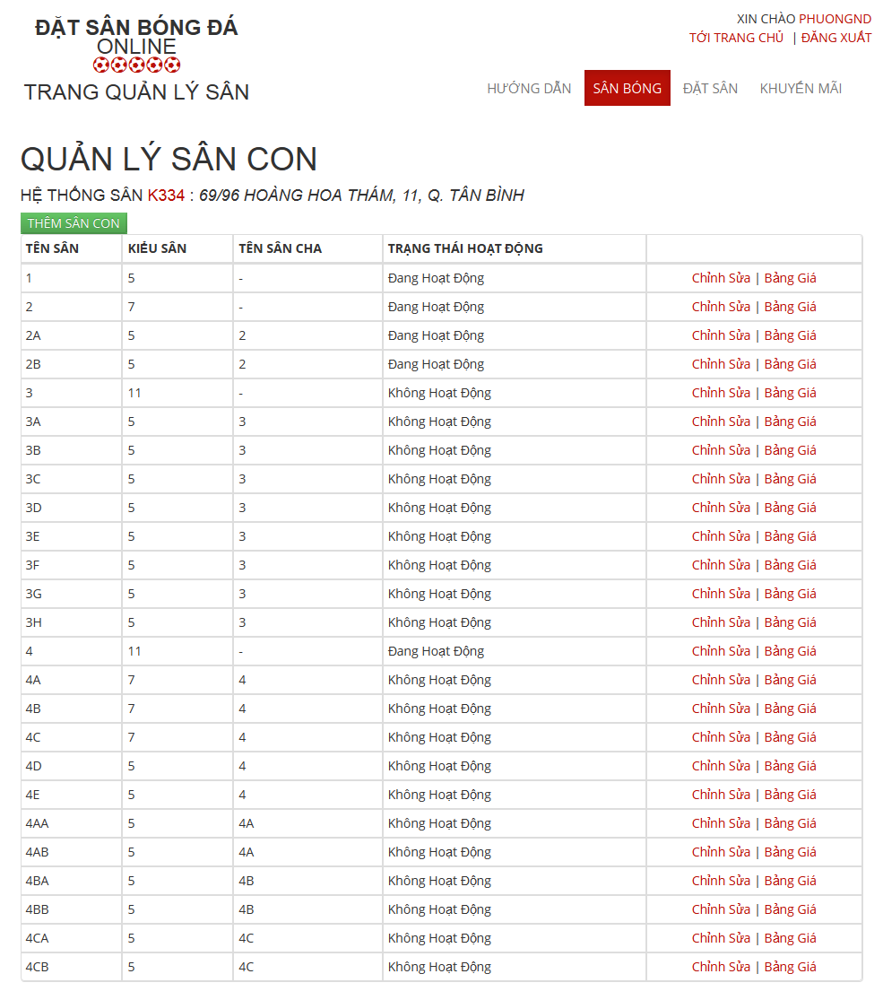 ĐẶT SÂN BÓNG ĐÁ
ONLINE
TRANG QUẢN LÝ SÂN
XIN CHÀO PHUONGND
TỚI TRANG CHỦ | ĐĂNG XUẤT
HƯỚNG DẪN SÂN BÓNG ĐẶT SÂN KHUYẾN MÃI
QUẢN LÝ SÂN CON
HỆ THỐNG SÂN K334 : 69/96 HOÀNG HOA THÁM, 11, Q. TÂN BÌNH
THÊM SÂN CON
TÊN SÂN KIỂU SÂN TÊN SÂN CHA TRẠNG THÁI HOẠT ĐỘNG
1 5 - Đang Hoạt Động Chỉnh Sửa | Bảng Giá
2 7 - Đang Hoạt Động Chỉnh Sửa | Bảng Giá
2A 5 2 Đang Hoạt Động Chỉnh Sửa | Bảng Giá
2B 5 2 Đang Hoạt Động Chỉnh Sửa | Bảng Giá
3 11 - Không Hoạt Động Chỉnh Sửa | Bảng Giá
3A 5 3 Không Hoạt Động Chỉnh Sửa | Bảng Giá
3B 5 3 Không Hoạt Động Chỉnh Sửa | Bảng Giá
3C 5 3 Không Hoạt Động Chỉnh Sửa | Bảng Giá
3D 5 3 Không Hoạt Động Chỉnh Sửa | Bảng Giá
3E 5 3 Không Hoạt Động Chỉnh Sửa | Bảng Giá
3F 5 3 Không Hoạt Động Chỉnh Sửa | Bảng Giá
3G 5 3 Không Hoạt Động Chỉnh Sửa | Bảng Giá
3H 5 3 Không Hoạt Động Chỉnh Sửa | Bảng Giá
4 11 - Đang Hoạt Động Chỉnh Sửa | Bảng Giá
4A 7 4 Không Hoạt Động Chỉnh Sửa | Bảng Giá
4B 7 4 Không Hoạt Động Chỉnh Sửa | Bảng Giá
4C 7 4 Không Hoạt Động Chỉnh Sửa | Bảng Giá
4D 5 4 Không Hoạt Động Chỉnh Sửa | Bảng Giá
4E 5 4 Không Hoạt Động Chỉnh Sửa | Bảng Giá
4AA 5 4A Không Hoạt Động Chỉnh Sửa | Bảng Giá
4AB 5 4A Không Hoạt Động Chỉnh Sửa | Bảng Giá
4BA 5 4B Không Hoạt Động Chỉnh Sửa | Bảng Giá
4BB 5 4B Không Hoạt Động Chỉnh Sửa | Bảng Giá
4CA 5 4C Không Hoạt Động Chỉnh Sửa | Bảng Giá
4CB 5 4C Không Hoạt Động Chỉnh Sửa | Bảng Giá